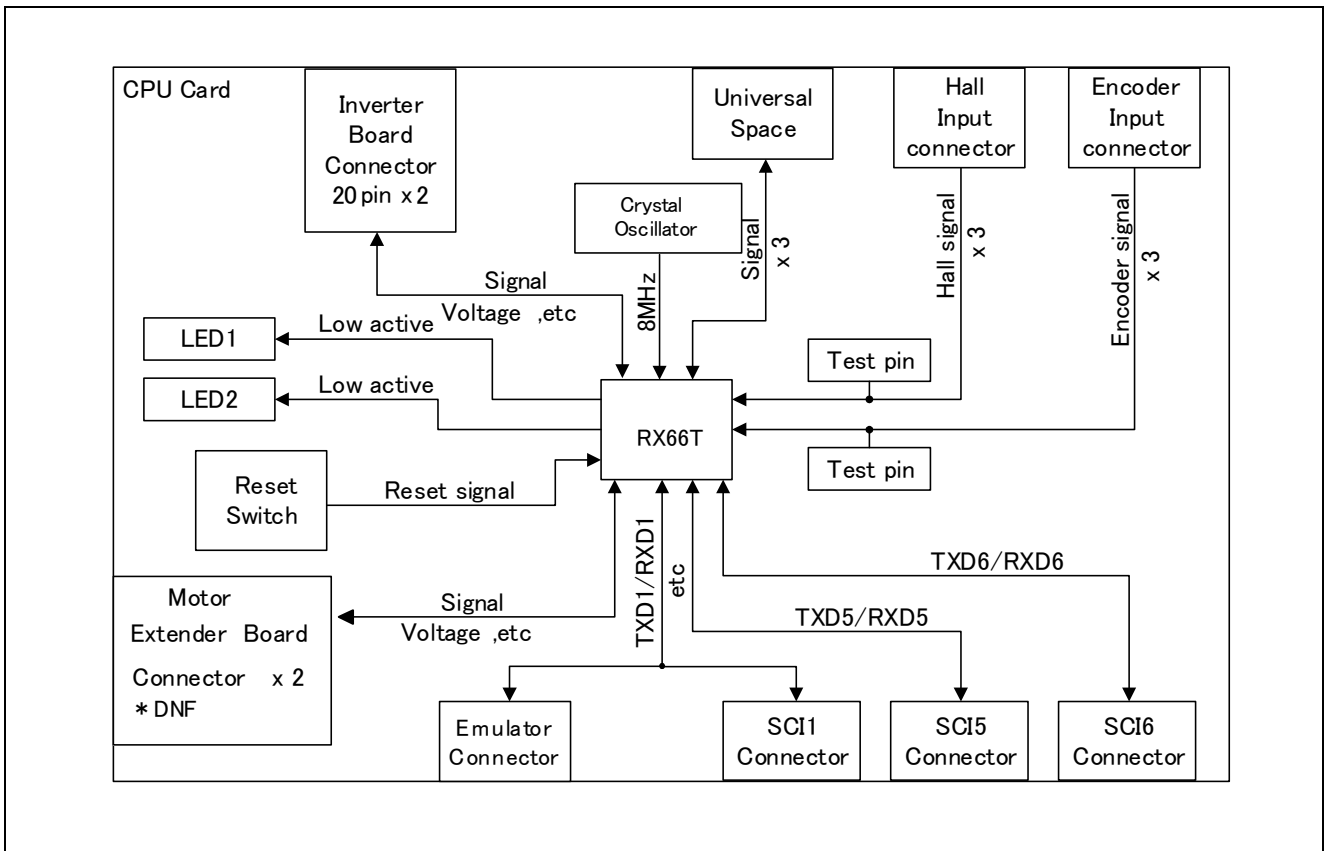 CPU Card
Inverter
Board
Connector
20 pin x 2
Universal
Space
Hall
Input
connector
Encoder
Input
connector
Crystal
Oscillator
Signal
x 3
Hall signal
x 3
Encoder signal
x 3
8MHz
Signal
Voltage ,etc
LED1
Low active
LED2
Low active
Test pin
RX66T
Test pin
Reset
Switch
Reset signal
Motor
Extender Board
Connector x 2
* DNF
Signal
Voltage ,etc
TXD1/RXD1
etc
TXD5/RXD5
TXD6/RXD6
Emulator
Connector
SCI1
Connector
SCI5
Connector
SCI6
Connector